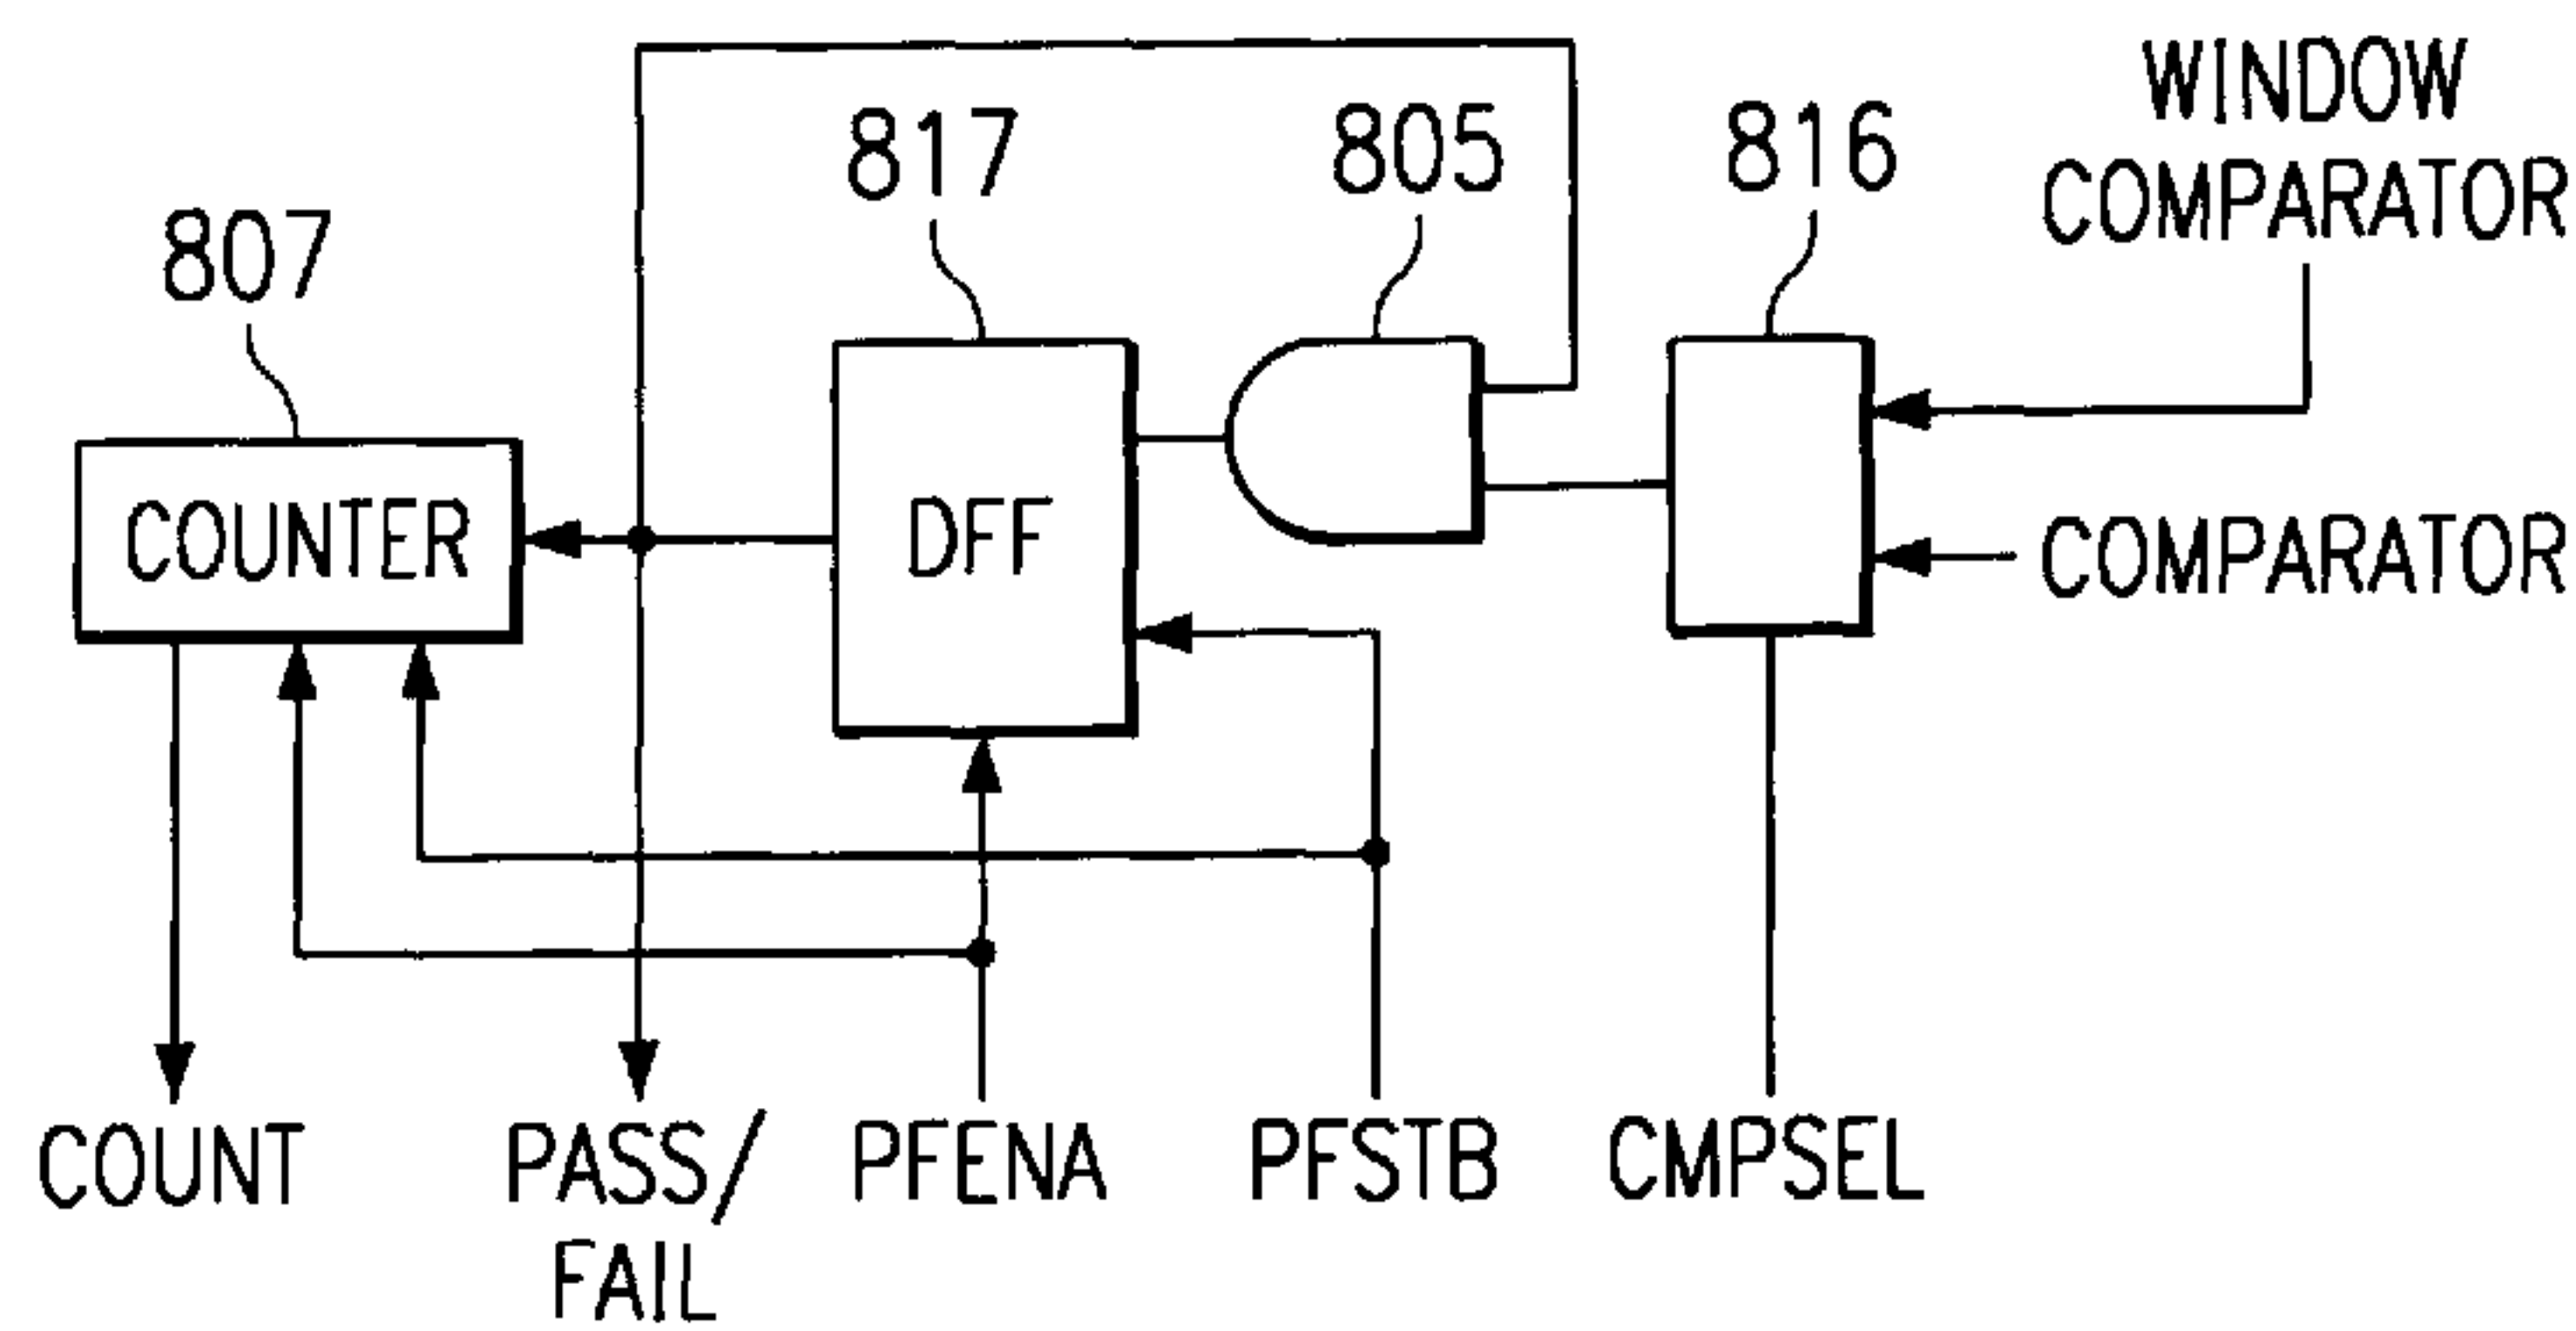 WINDOW
COMPARATOR
817
805
816
807
COUNTER
DFF
COMPARATOR
COUNT
PASS/
FAIL
PFENA
PFSTB
CMPSEL